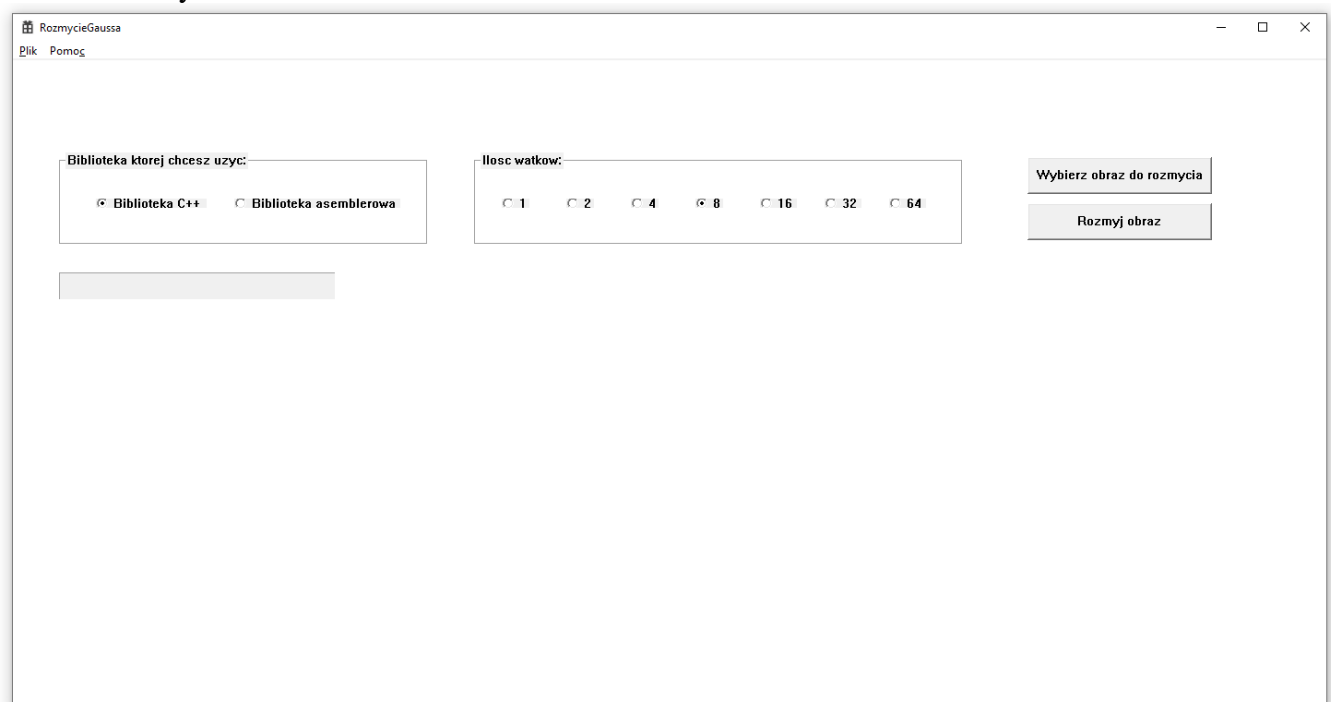 RozmycieGaussa
Plik Pomoc
Biblioteka ktorej chcesz uzyc:
Biblioteka C++ Biblioteka asemblerowa
Ilosc watkow:
1 2 4 8 16 32 64
Wybierz obraz do rozmycia
Rozmyj obraz